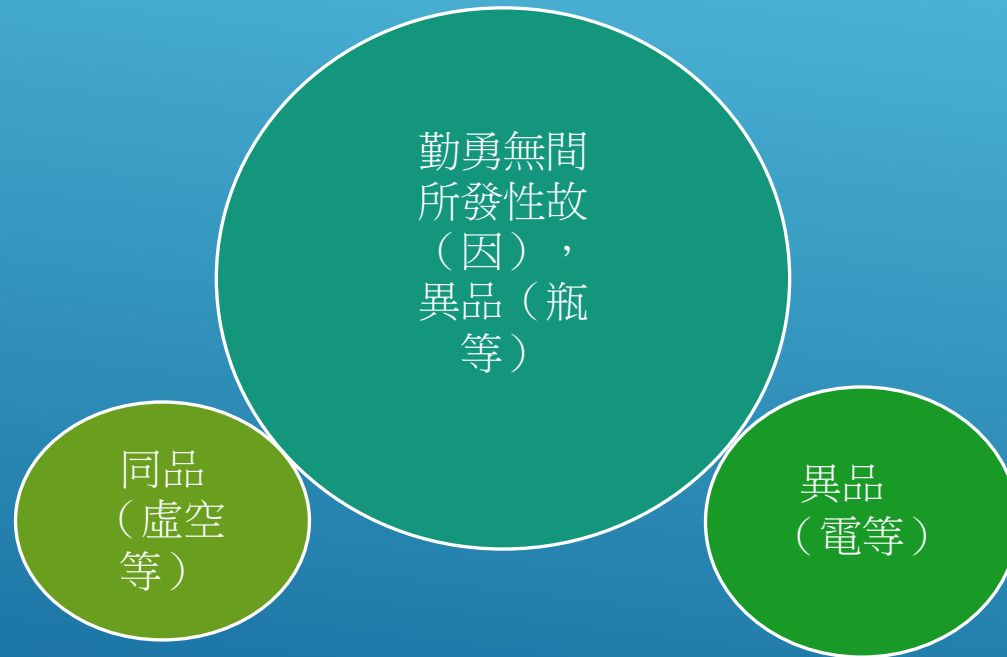 勤勇無間
所發性故
（因），
異品（瓶
等）
同品
（虛空
等）
異品
（電等）